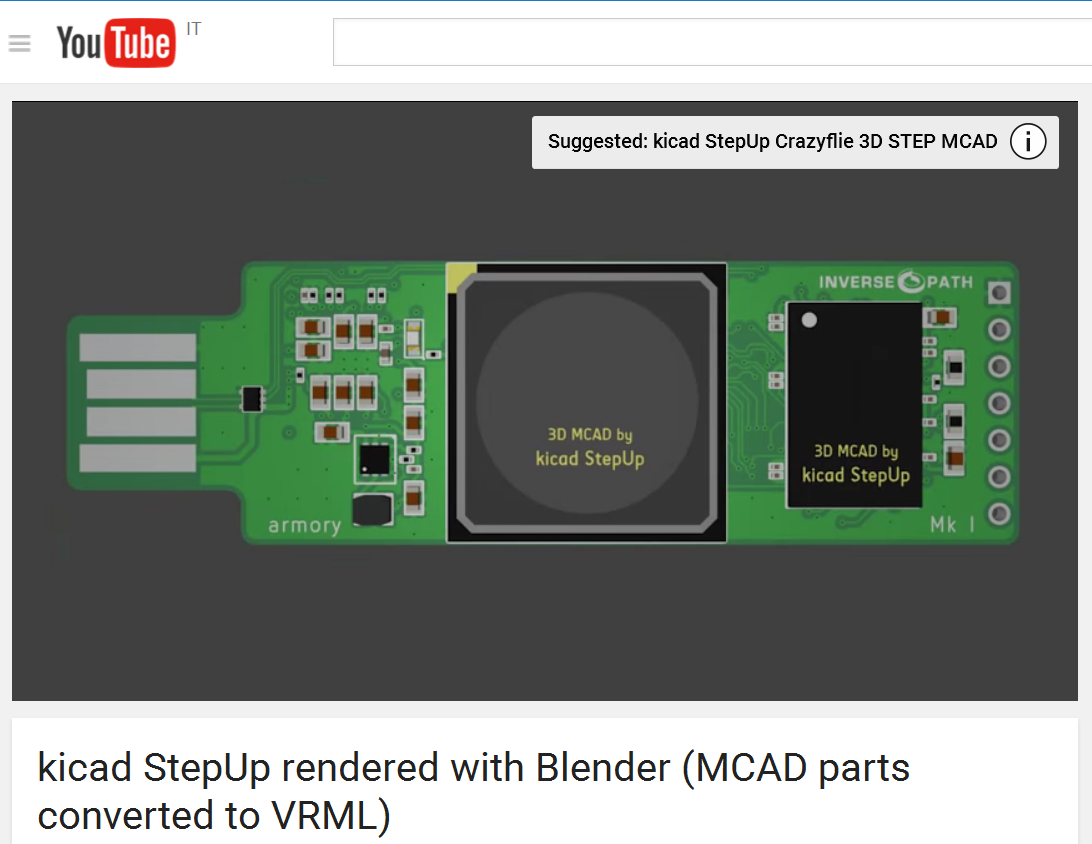 YouTube IT
Suggested: kicad StepUp Crazyflie 3D STEP MCAD i
INVERSE PATH
3D MCAD by
kicad StepUp
3D MCAD by
kicad StepUp
armory
Mk I
kicad StepUp rendered with Blender (MCAD parts
converted to VRML)